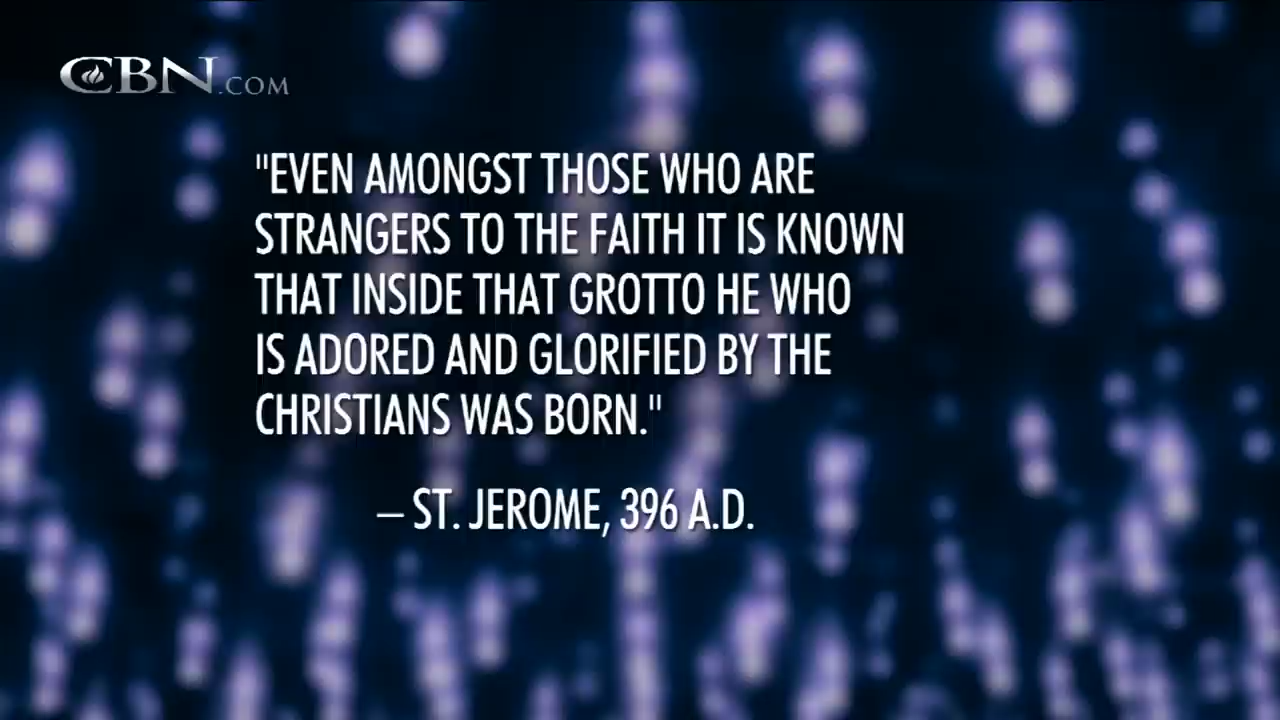 CBN.COM
"EVEN AMONGST THOSE WHO ARE
STRANGERS TO THE FAITH IT IS KNOWN
THAT INSIDE THAT GROTTO HE WHO
IS ADORED AND GLORIFIED BY THE
CHRISTIANS WAS BORN."
– ST. JEROME, 396 A.D.